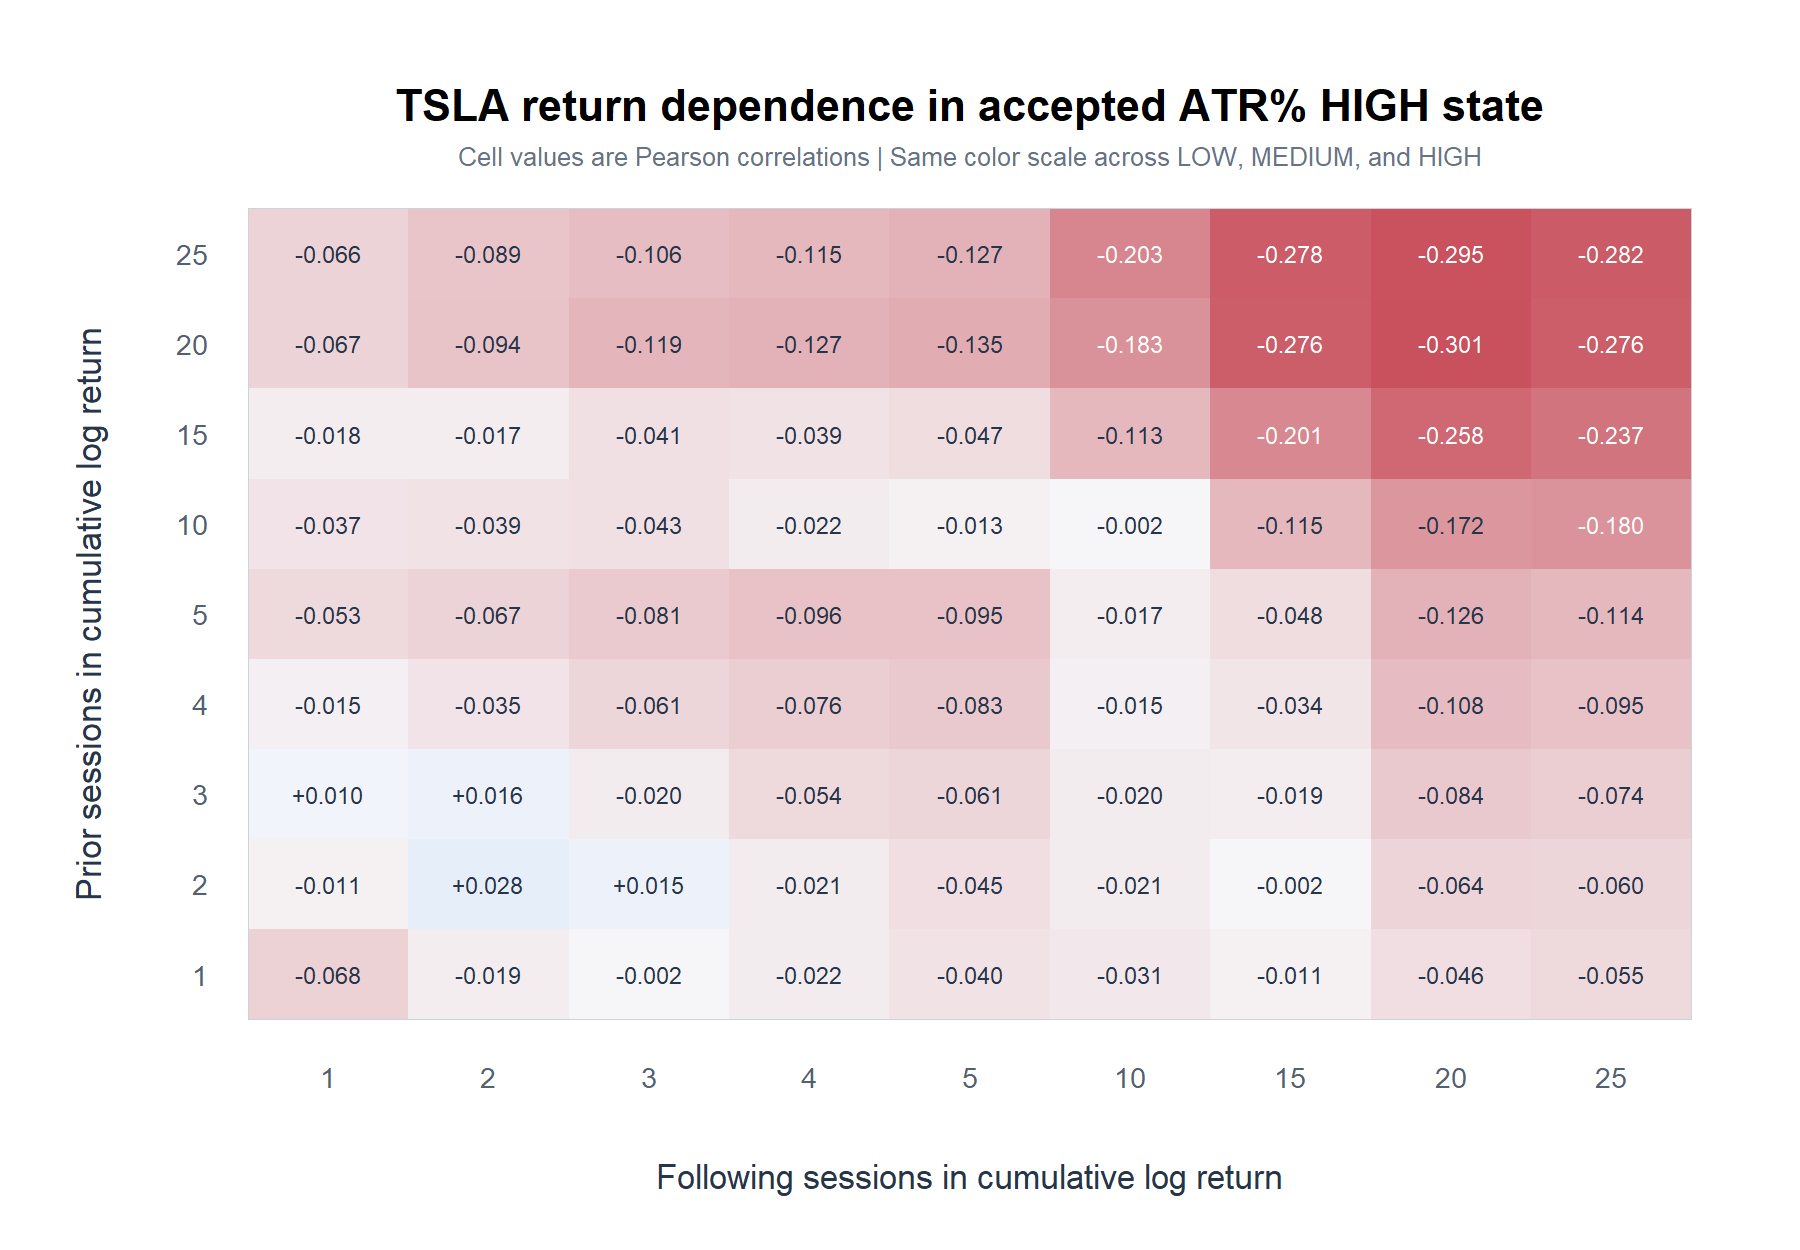 TSLA return dependence in accepted ATR% HIGH state
Cell values are Pearson correlations | Same color scale across LOW, MEDIUM, and HIGH
Prior sessions in cumulative log return
25 -0.066 -0.089 -0.106 -0.115 -0.127 -0.203 -0.278 -0.295 -0.282
20 -0.067 -0.094 -0.119 -0.127 -0.135 -0.183 -0.276 -0.301 -0.276
15 -0.018 -0.017 -0.041 -0.039 -0.047 -0.113 -0.201 -0.258 -0.237
10 -0.037 -0.039 -0.043 -0.022 -0.013 -0.002 -0.115 -0.172 -0.180
5 -0.053 -0.067 -0.081 -0.096 -0.095 -0.017 -0.048 -0.126 -0.114
4 -0.015 -0.035 -0.061 -0.076 -0.083 -0.015 -0.034 -0.108 -0.095
3 +0.010 +0.016 -0.020 -0.054 -0.061 -0.020 -0.019 -0.084 -0.074
2 -0.011 +0.028 +0.015 -0.021 -0.045 -0.021 -0.002 -0.064 -0.060
1 -0.068 -0.019 -0.002 -0.022 -0.040 -0.031 -0.011 -0.046 -0.055
1 2 3 4 5 10 15 20 25
Following sessions in cumulative log return